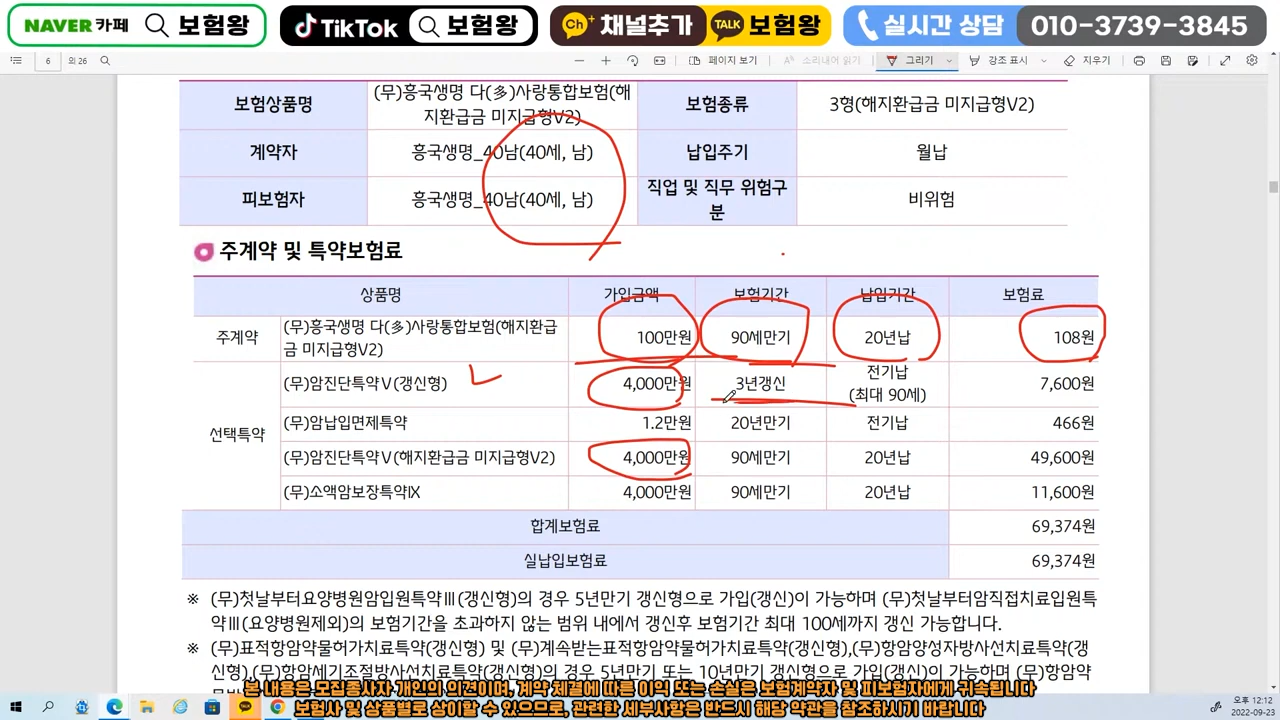 NAVER 카페 보험왕 TikTok 보험왕 Ch+ 채널추가 TALK 보험왕 실시간 상담 010-3739-3845
6 의 26 페이지 보기 가ぁ 소리내어 읽기 그리기 강조 표시 지우기
보험상품명 (무)흥국생명 다(多)사랑통합보험(해
지환급금 미지급형V2) 보험종류 3형(해지환급금 미지급형V2)
계약자 흥국생명_40남(40세, 남) 납입주기 월납
피보험자 흥국생명_40남(40세, 남) 직업 및 직무 위험구
분 비위험
주계약 및 특약보험료
상품명 가입금액 보험기간 납입기간 보험료
주계약 (무)흥국생명 다(多)사랑통합보험(해지환급
금 미지급형V2) 100만원 90세만기 20년납 108원
선택특약 (무)암진단특약Ⅴ(갱신형) 4,000만원 3년갱신 전기납
(최대 90세) 7,600원
(무)암납입면제특약 1.2만원 20년만기 전기납 466원
(무)암진단특약Ⅴ(해지환급금 미지급형V2) 4,000만원 90세만기 20년납 49,600원
(무)소액암보장특약Ⅸ 4,000만원 90세만기 20년납 11,600원
합계보험료 69,374원
실납입보험료 69,374원
※ (무)첫날부터요양병원암입원특약Ⅲ(갱신형)의 경우 5년만기 갱신형으로 가입(갱신)이 가능하며 (무)첫날부터암직접치료입원특
약Ⅲ(요양병원제외)의 보험기간을 초과하지 않는 범위 내에서 갱신후 보험기간 최대 100세까지 갱신 가능합니다.
※ (무)표적항암약물허가치료특약(갱신형) 및 (무)계속받는표적항암약물허가치료특약(갱신형),(무)항암양성자방사선치료특약(갱
신형),(무)항암세기조절방사선치료특약(갱신형)의 경우 5년만기 또는 10년만기 갱신형으로 가입(갱신)이 가능하며 (무)항암약
본 내용은 모집종사자 개인의 의견이며, 계약 체결에 따른 이익 또는 손실은 보험계약자 및 피보험자에게 귀속됩니다
보험사 및 상품별로 상이할 수 있으므로, 관련한 세부사항은 반드시 해당 약관을 참조하시기 바랍니다
오후 12:12
2022-09-23